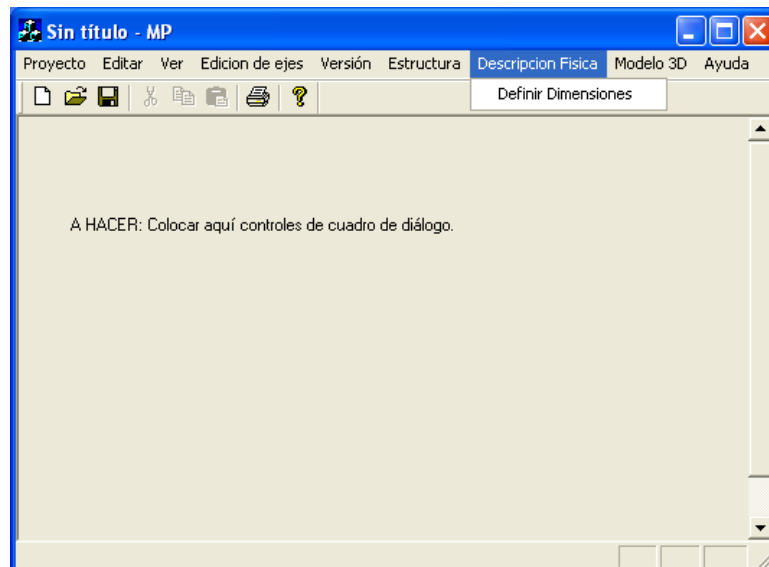 Sin título - MP
Proyecto Editar Ver Edicion de ejes Versión Estructura Descripcion Fisica Modelo 3D Ayuda
Definir Dimensiones
A HACER: Colocar aquí controles de cuadro de diálogo.